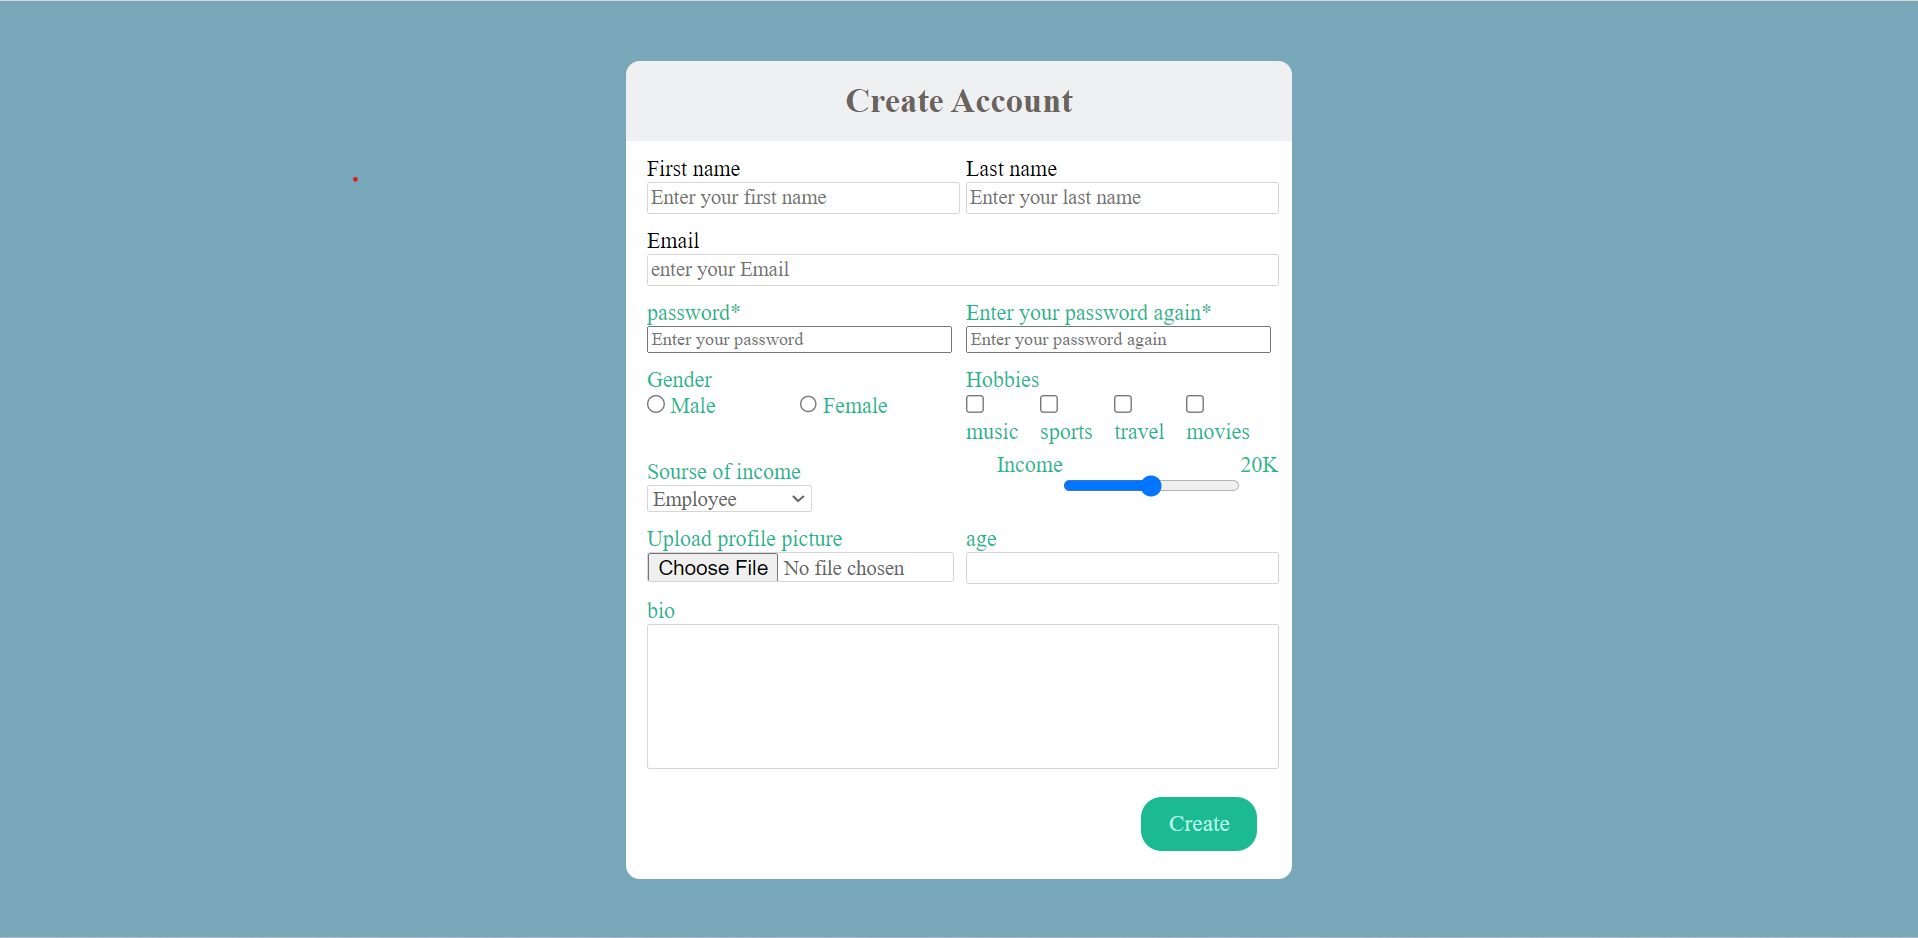 Create Account
First name Last name
Enter your first name Enter your last name
Email
enter your Email
password* Enter your password again*
Enter your password Enter your password again
Gender Hobbies
Male Female
music sports travel movies
Income 20K
Sourse of income
Employee
Upload profile picture age
Choose File No file chosen
bio
Create